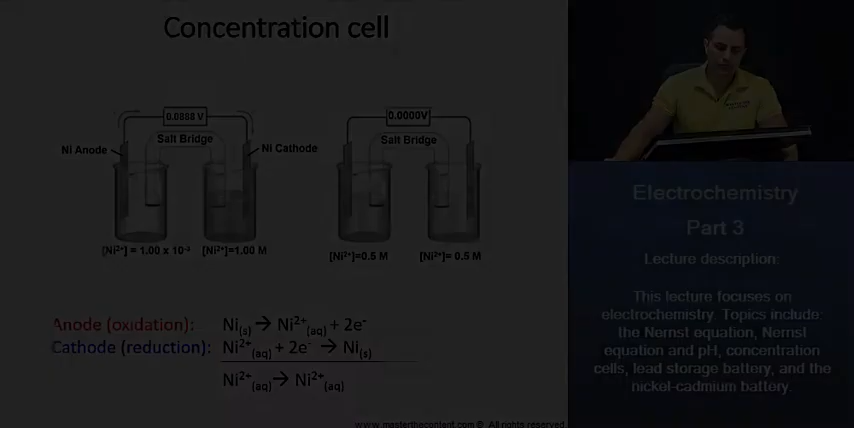 Concentration cell
0.0888 V
Salt Bridge
Ni Anode
Ni Cathode
[Ni²⁺] = 1.00 x 10⁻³
[Ni²⁺]=1.00 M
0.0000V
Salt Bridge
[Ni²⁺]=0.5 M
[Ni²⁺]= 0.5 M
Anode (oxidation): Ni(s) → Ni²⁺(aq) + 2e⁻
Cathode (reduction): Ni²⁺(aq) + 2e⁻ → Ni(s)
Ni²⁺(aq) → Ni²⁺(aq)
www.masterthecontent.com © All rights reserved
Electrochemistry
Part 3
Lecture description:
This lecture focuses on
electrochemistry. Topics include:
the Nernst equation, Nernst
equation and pH, concentration
cells, lead storage battery, and the
nickel-cadmium battery.